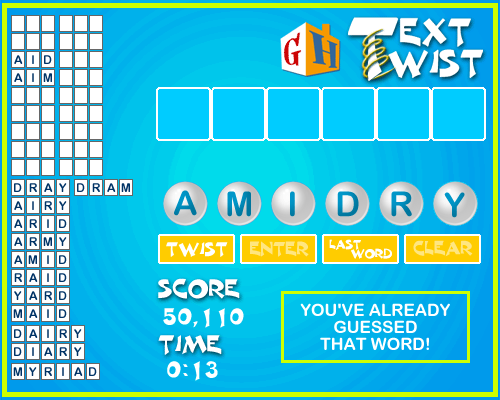 GH
TEXT TWIST
AID
AIM
DRAY DRAM
AIRY
ARID
ARMY
AMID
RAID
YARD
MAID
DAIRY
DIARY
MYRIAD
A M I D R Y
TWIST ENTER LAST WORD CLEAR
SCORE
50,110
TIME
0:13
YOU'VE ALREADY
GUESSED
THAT WORD!